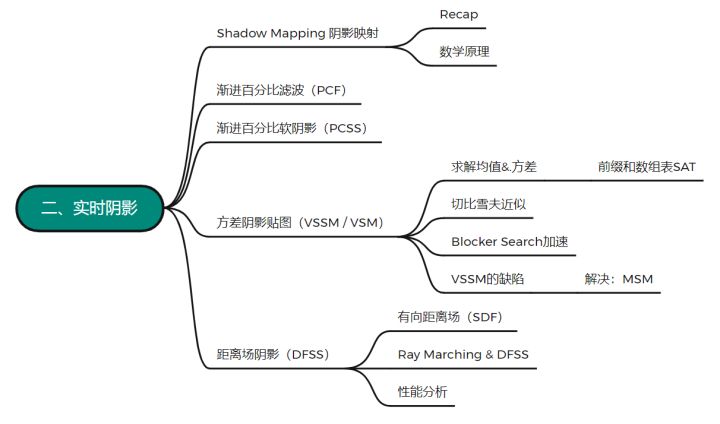 二、实时阴影
Shadow Mapping 阴影映射
Recap
数学原理
渐进百分比滤波（PCF）
渐进百分比软阴影（PCSS）
方差阴影贴图（VSSM / VSM）
求解均值&.方差
前缀和数组表SAT
切比雪夫近似
Blocker Search加速
VSSM的缺陷
解决：MSM
距离场阴影（DFSS）
有向距离场（SDF）
Ray Marching & DFSS
性能分析